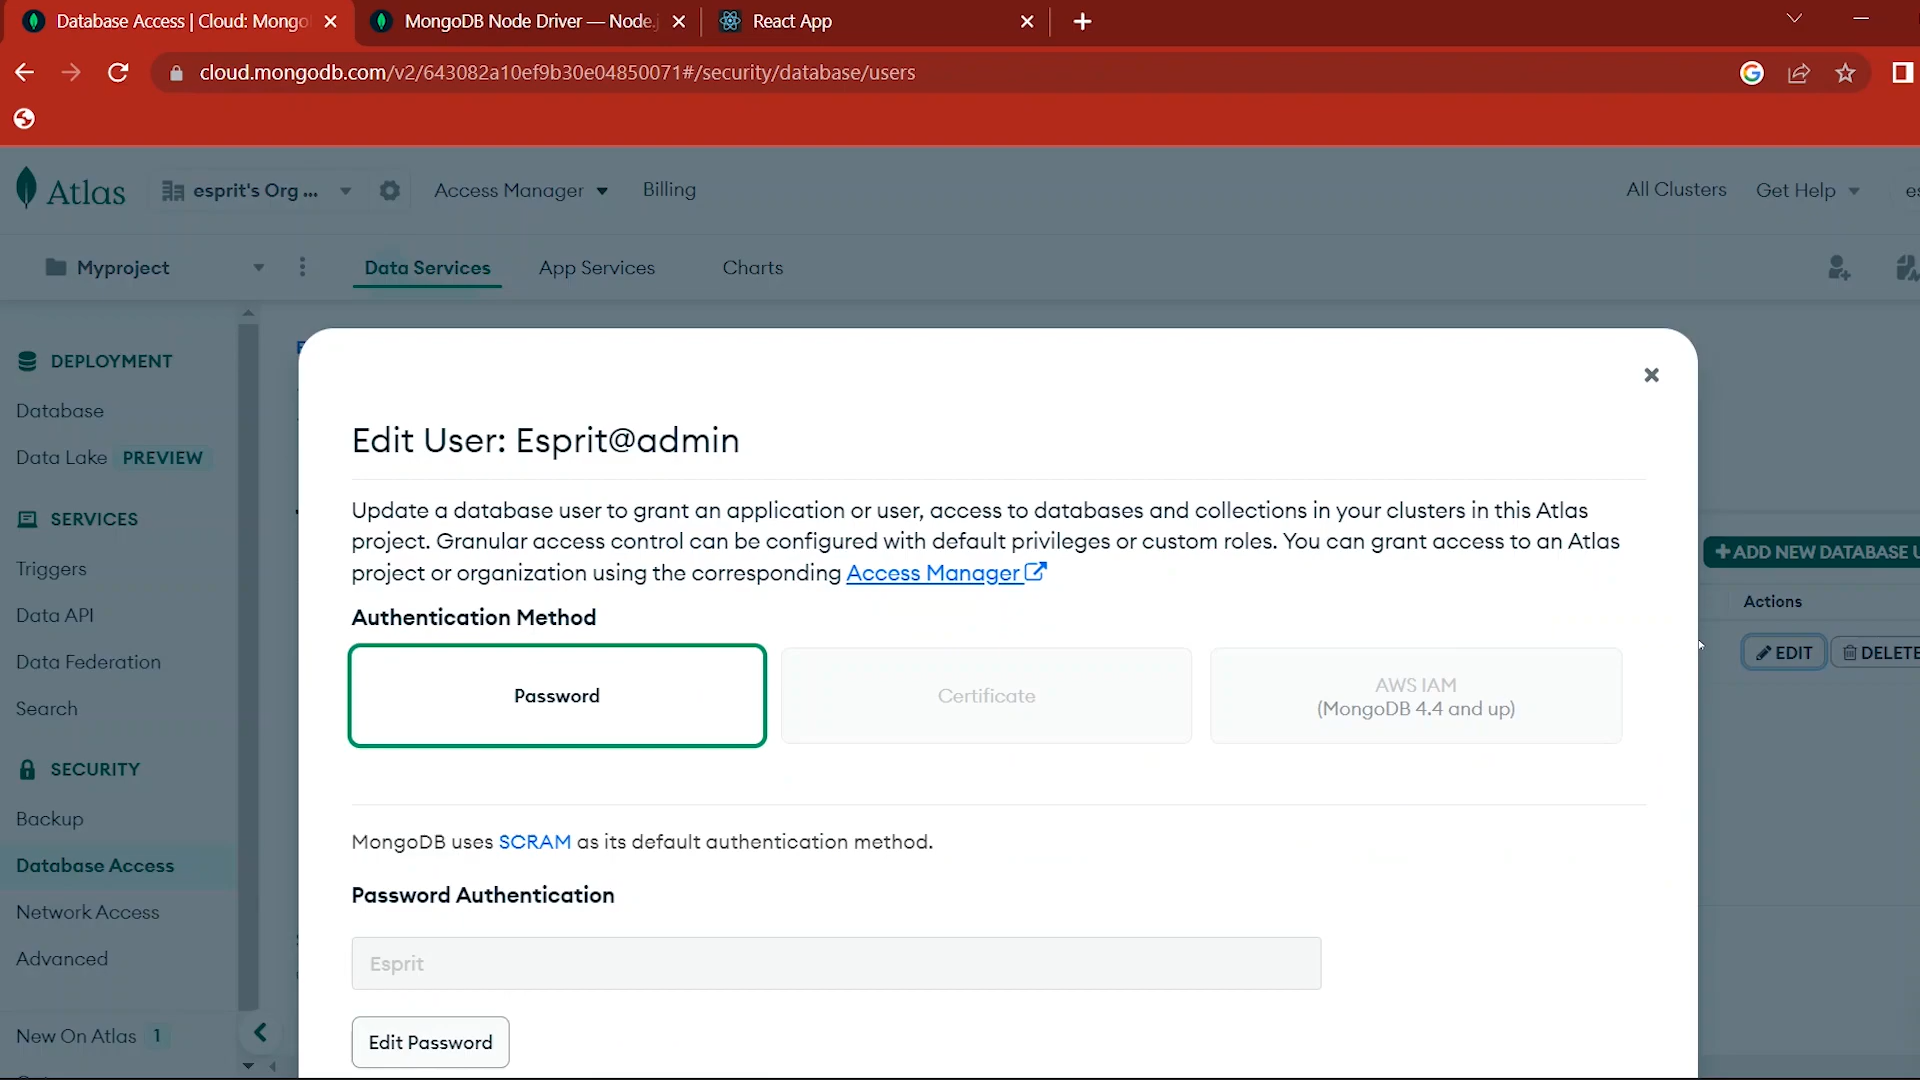 Database Access | Cloud: Mongo
MongoDB Node Driver — Node.j
React App
cloud.mongodb.com/v2/643082a10ef9b30e04850071#/security/database/users
Atlas
esprit's Org ...
Access Manager
Billing
All Clusters
Get Help
es
Myproject
Data Services
App Services
Charts
DEPLOYMENT
Database
Data Lake PREVIEW
SERVICES
Triggers
Data API
Data Federation
Search
SECURITY
Backup
Database Access
Network Access
Advanced
New On Atlas 1
Edit User: Esprit@admin
Update a database user to grant an application or user, access to databases and collections in your clusters in this Atlas
project. Granular access control can be configured with default privileges or custom roles. You can grant access to an Atlas
project or organization using the corresponding Access Manager
Authentication Method
Password
Certificate
AWS IAM
(MongoDB 4.4 and up)
MongoDB uses SCRAM as its default authentication method.
Password Authentication
Esprit
Edit Password
+ADD NEW DATABASE U
Actions
EDIT
DELETE